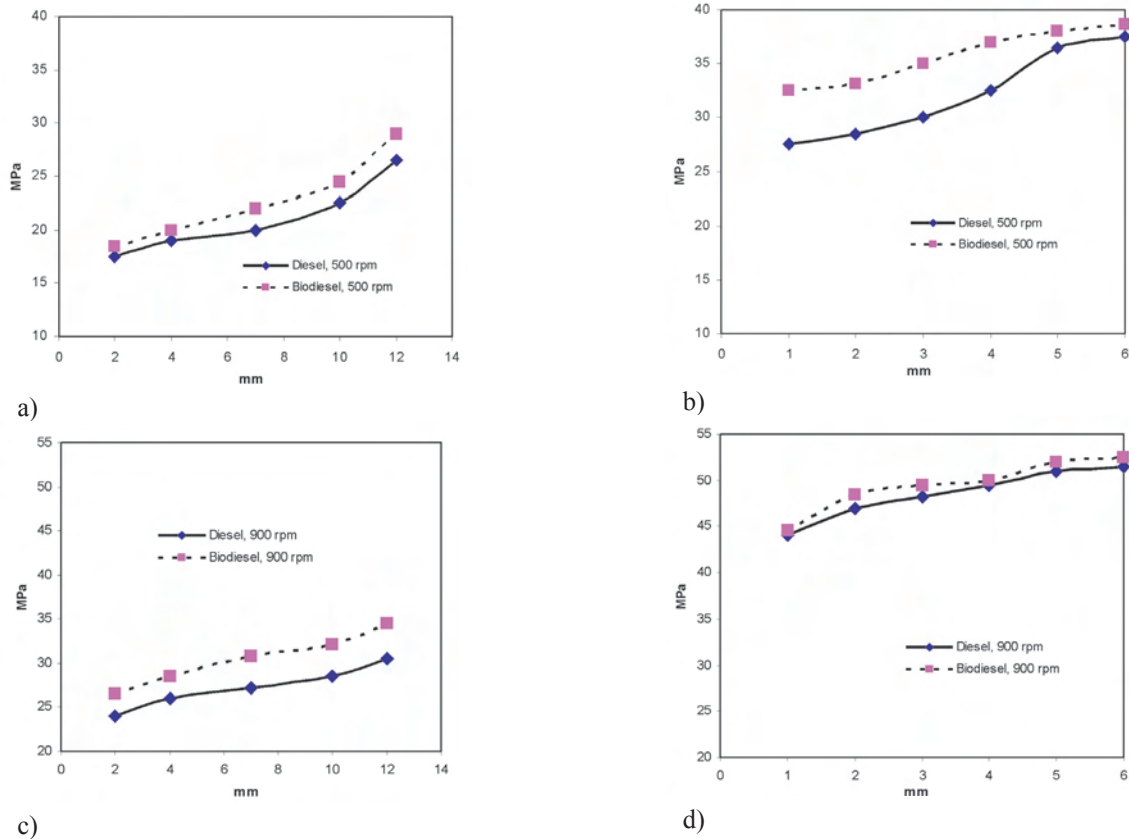 40
35
30
25
20
15
10
MPa
0 2 4 6 8 10 12 14
mm
Diesel, 500 rpm
Biodiesel, 500 rpm
a)
40
35
30
25
20
15
10
MPa
0 1 2 3 4 5 6
mm
Diesel, 500 rpm
Biodiesel, 500 rpm
b)
55
50
45
40
35
30
25
20
MPa
0 2 4 6 8 10 12 14
mm
Diesel, 900 rpm
Biodiesel, 900 rpm
c)
55
50
45
40
35
30
25
20
MPa
0 1 2 3 4 5 6
mm
Diesel, 900 rpm
Biodiesel, 900 rpm
d)